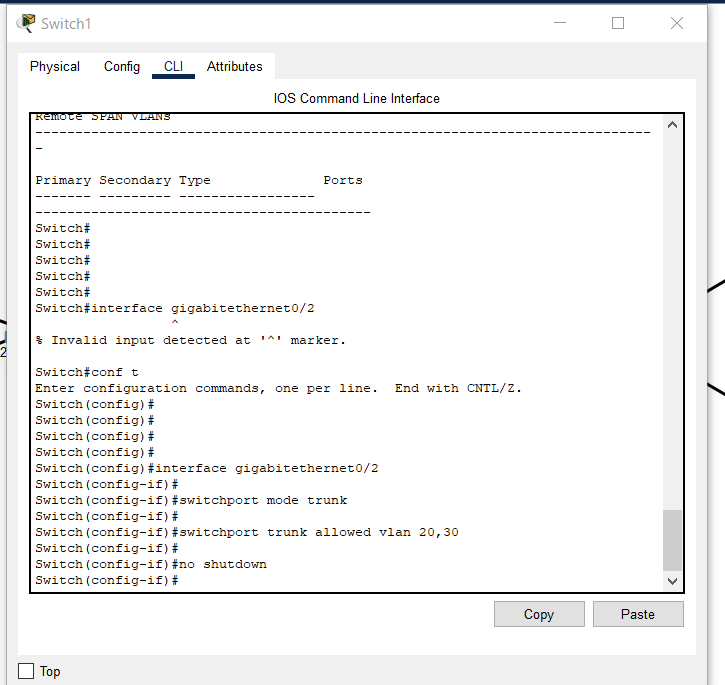 Switch1
Physical Config CLI Attributes
IOS Command Line Interface
Remote SPAN VLANs
-----------------------------------------------------------------------------
-
Primary Secondary Type              Ports
------- --------- -----------------
------------------------------------------
Switch#
Switch#
Switch#
Switch#
Switch#
Switch#interface gigabitethernet0/2
^
% Invalid input detected at '^' marker.
Switch#conf t
Enter configuration commands, one per line.  End with CNTL/Z.
Switch(config)#
Switch(config)#
Switch(config)#
Switch(config)#
Switch(config)#interface gigabitethernet0/2
Switch(config-if)#
Switch(config-if)#switchport mode trunk
Switch(config-if)#
Switch(config-if)#switchport trunk allowed vlan 20,30
Switch(config-if)#
Switch(config-if)#no shutdown
Switch(config-if)#
Copy Paste
Top
2